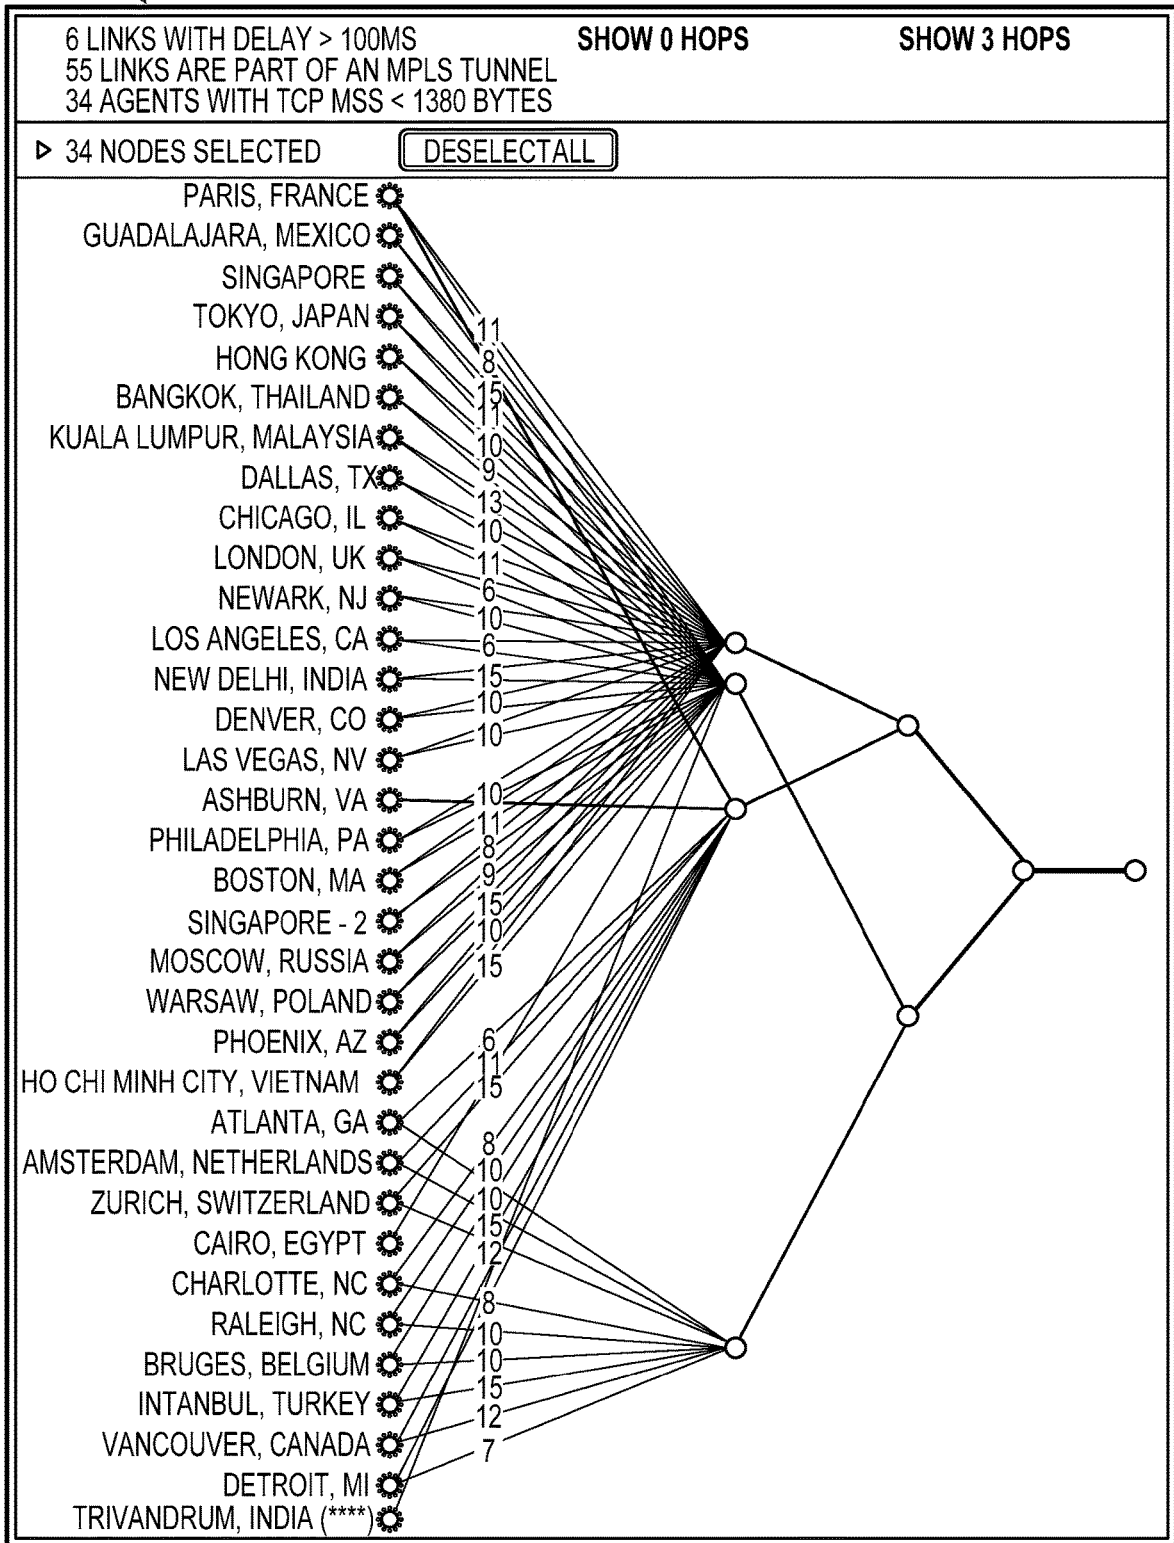 6 LINKS WITH DELAY > 100MS SHOW 0 HOPS SHOW 3 HOPS
55 LINKS ARE PART OF AN MPLS TUNNEL
34 AGENTS WITH TCP MSS < 1380 BYTES
34 NODES SELECTED DESELECTALL
PARIS, FRANCE
GUADALAJARA, MEXICO
SINGAPORE
TOKYO, JAPAN
11
HONG KONG
8
BANGKOK, THAILAND
15
11
KUALA LUMPUR, MALAYSIA
10
9
DALLAS, TX
13
CHICAGO, IL
10
LONDON, UK
11
6
NEWARK, NJ
10
LOS ANGELES, CA
6
NEW DELHI, INDIA
15
10
DENVER, CO
10
LAS VEGAS, NV
10
ASHBURN, VA
11
PHILADELPHIA, PA
8
BOSTON, MA
9
15
SINGAPORE - 2
10
MOSCOW, RUSSIA
15
WARSAW, POLAND
PHOENIX, AZ
6
11
HO CHI MINH CITY, VIETNAM
15
ATLANTA, GA
8
AMSTERDAM, NETHERLANDS
10
ZURICH, SWITZERLAND
10
15
CAIRO, EGYPT
12
CHARLOTTE, NC
8
RALEIGH, NC
10
BRUGES, BELGIUM
10
15
INTANBUL, TURKEY
12
VANCOUVER, CANADA
7
DETROIT, MI
TRIVANDRUM, INDIA (****)